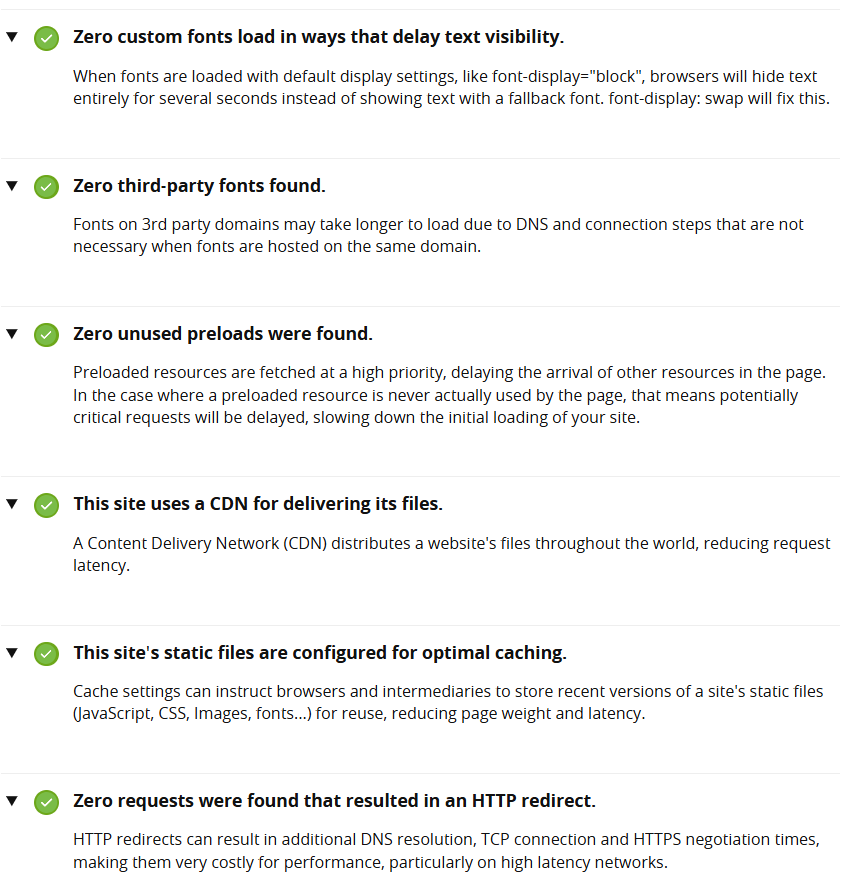 Zero custom fonts load in ways that delay text visibility.
When fonts are loaded with default display settings, like font-display="block", browsers will hide text
entirely for several seconds instead of showing text with a fallback font. font-display: swap will fix this.
Zero third-party fonts found.
Fonts on 3rd party domains may take longer to load due to DNS and connection steps that are not
necessary when fonts are hosted on the same domain.
Zero unused preloads were found.
Preloaded resources are fetched at a high priority, delaying the arrival of other resources in the page.
In the case where a preloaded resource is never actually used by the page, that means potentially
critical requests will be delayed, slowing down the initial loading of your site.
This site uses a CDN for delivering its files.
A Content Delivery Network (CDN) distributes a website's files throughout the world, reducing request
latency.
This site's static files are configured for optimal caching.
Cache settings can instruct browsers and intermediaries to store recent versions of a site's static files
(JavaScript, CSS, Images, fonts...) for reuse, reducing page weight and latency.
Zero requests were found that resulted in an HTTP redirect.
HTTP redirects can result in additional DNS resolution, TCP connection and HTTPS negotiation times,
making them very costly for performance, particularly on high latency networks.